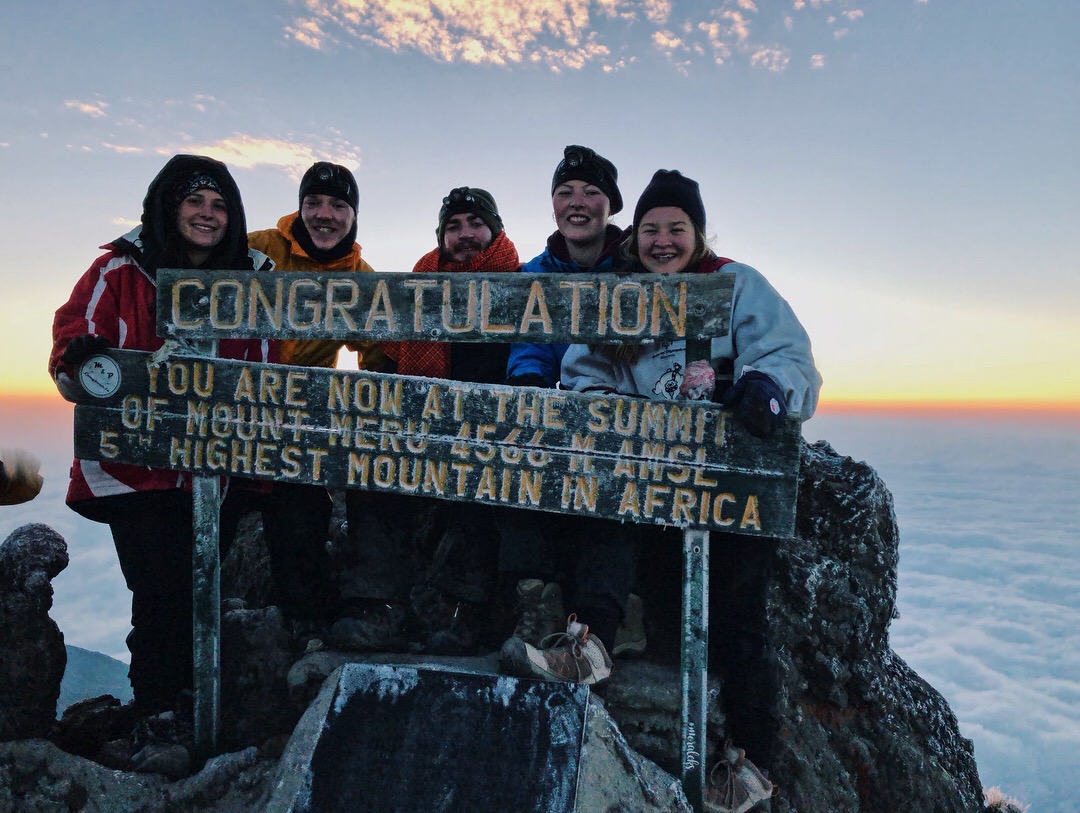 CONGRATULATION
YOU ARE NOW AT THE SUMMIT
OF MOUNT MERU 4566 M AMSL
5TH HIGHEST MOUNTAIN IN AFRICA